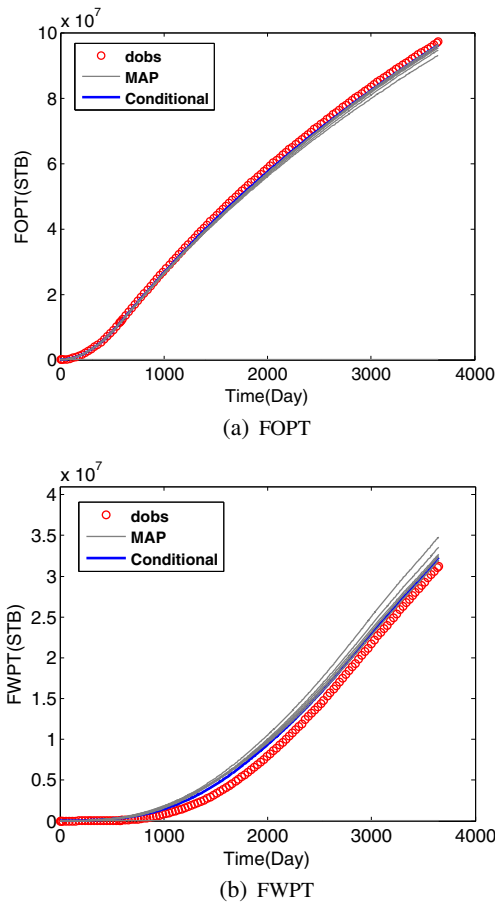 x 10^7
10
8
6
4
2
0
FOPT(STB)
dobs
MAP
Conditional
0 1000 2000 3000 4000
Time(Day)
(a) FOPT
x 10^7
4
3.5
3
2.5
2
1.5
1
0.5
0
FWPT(STB)
dobs
MAP
Conditional
0 1000 2000 3000 4000
Time(Day)
(b) FWPT